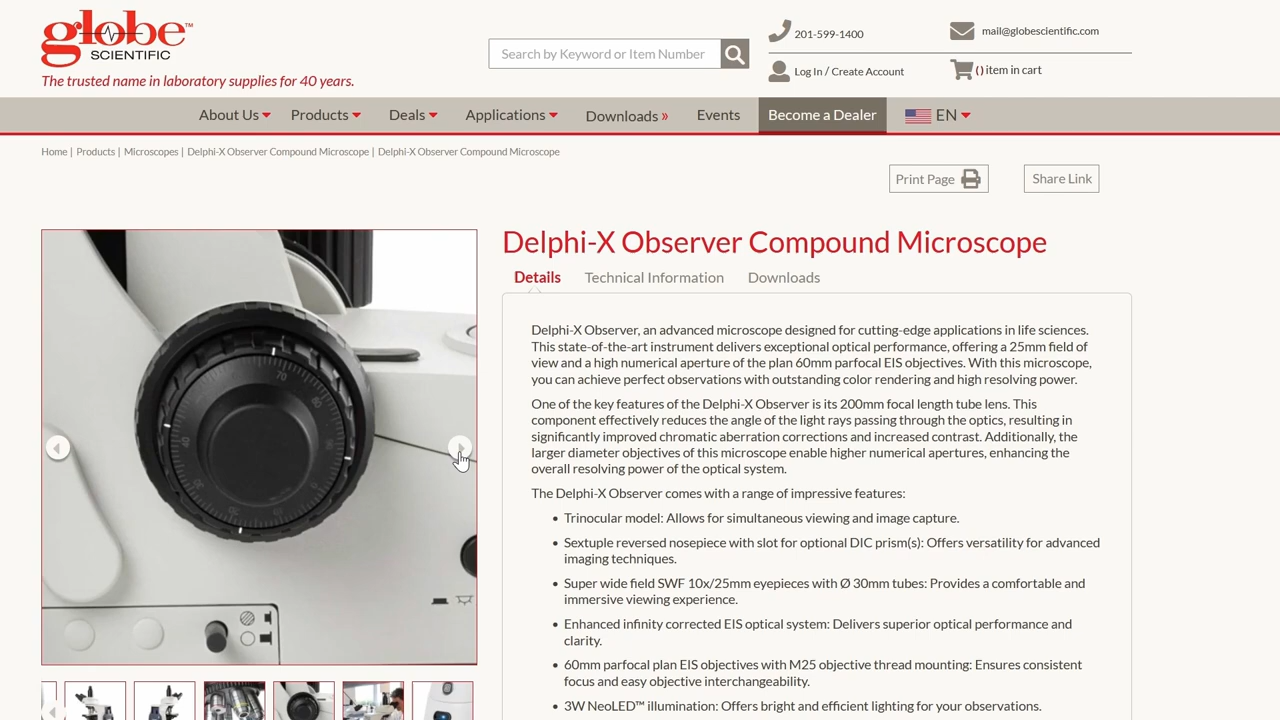 globe™
SCIENTIFIC
The trusted name in laboratory supplies for 40 years.
Search by Keyword or Item Number
201-599-1400
mail@globescientific.com
Log In / Create Account
() item in cart
About Us
Products
Deals
Applications
Downloads »
Events
Become a Dealer
EN
Home | Products | Microscopes | Delphi-X Observer Compound Microscope | Delphi-X Observer Compound Microscope
Print Page
Share Link
Delphi-X Observer Compound Microscope
Details
Technical Information
Downloads
Delphi-X Observer, an advanced microscope designed for cutting-edge applications in life sciences.
This state-of-the-art instrument delivers exceptional optical performance, offering a 25mm field of
view and a high numerical aperture of the plan 60mm parfocal EIS objectives. With this microscope,
you can achieve perfect observations with outstanding color rendering and high resolving power.
One of the key features of the Delphi-X Observer is its 200mm focal length tube lens. This
component effectively reduces the angle of the light rays passing through the optics, resulting in
significantly improved chromatic aberration corrections and increased contrast. Additionally, the
larger diameter objectives of this microscope enable higher numerical apertures, enhancing the
overall resolving power of the optical system.
The Delphi-X Observer comes with a range of impressive features:
• Trinocular model: Allows for simultaneous viewing and image capture.
• Sextuple reversed nosepiece with slot for optional DIC prism(s): Offers versatility for advanced
imaging techniques.
• Super wide field SWF 10x/25mm eyepieces with Ø 30mm tubes: Provides a comfortable and
immersive viewing experience.
• Enhanced infinity corrected EIS optical system: Delivers superior optical performance and
clarity.
• 60mm parfocal plan EIS objectives with M25 objective thread mounting: Ensures consistent
focus and easy objective interchangeability.
• 3W NeoLED™ illumination: Offers bright and efficient lighting for your observations.
70
40